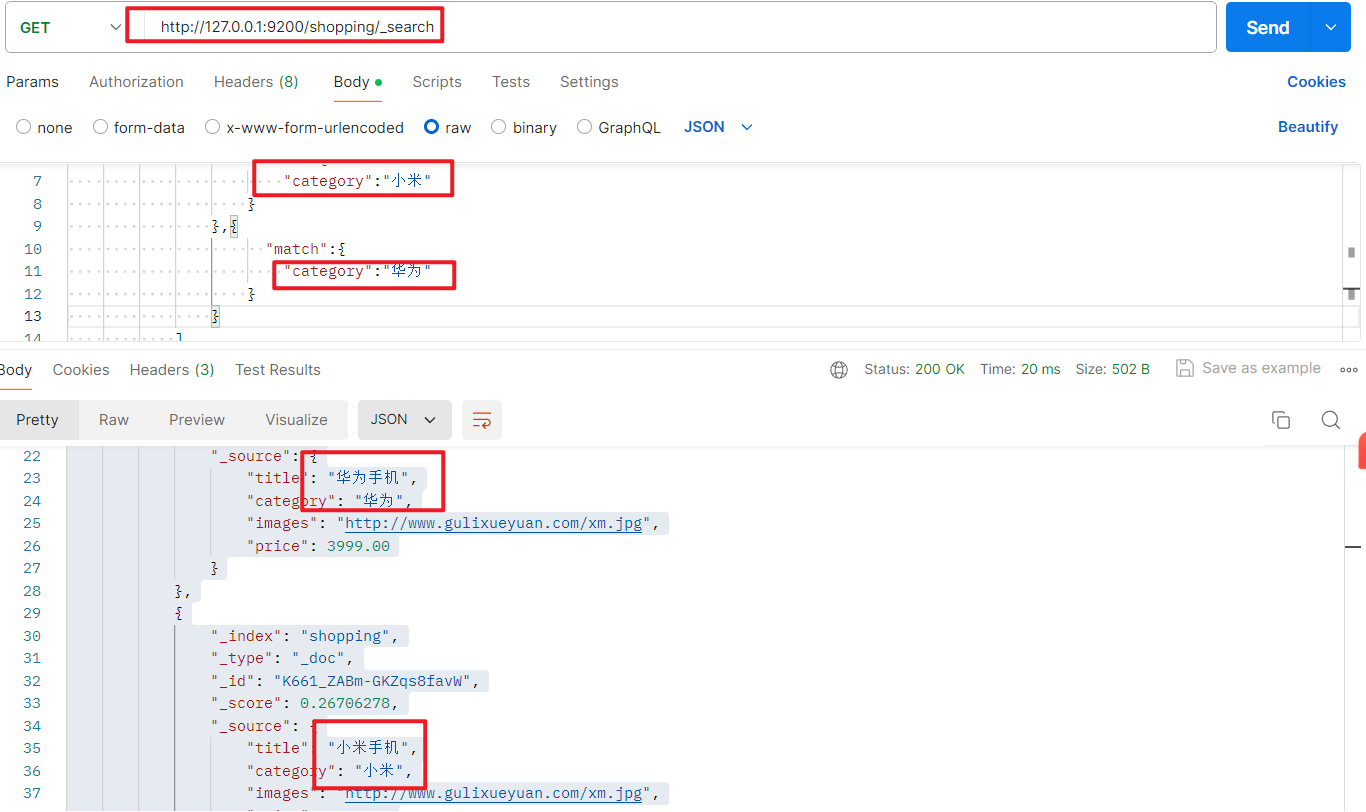 GET http://127.0.0.1:9200/shopping/_search Send
Params Authorization Headers (8) Body Scripts Tests Settings Cookies
none form-data x-www-form-urlencoded raw binary GraphQL JSON Beautify
7 "category":"小米"
8 }
9 },{
10 "match":{
11 "category":"华为"
12 }
13 }
14 ]
Body Cookies Headers (3) Test Results Status: 200 OK Time: 20 ms Size: 502 B Save as example
Pretty Raw Preview Visualize JSON
22 "_source": {
23 "title": "华为手机",
24 "category": "华为",
25 "images": "http://www.gulixueyuan.com/xm.jpg",
26 "price": 3999.00
27 }
28 },
29 {
30 "_index": "shopping",
31 "_type": "_doc",
32 "_id": "K661_ZABm-GKZqs8favW",
33 "_score": 0.26706278,
34 "_source": {
35 "title": "小米手机",
36 "category": "小米",
37 "images": "http://www.gulixueyuan.com/xm.jpg",